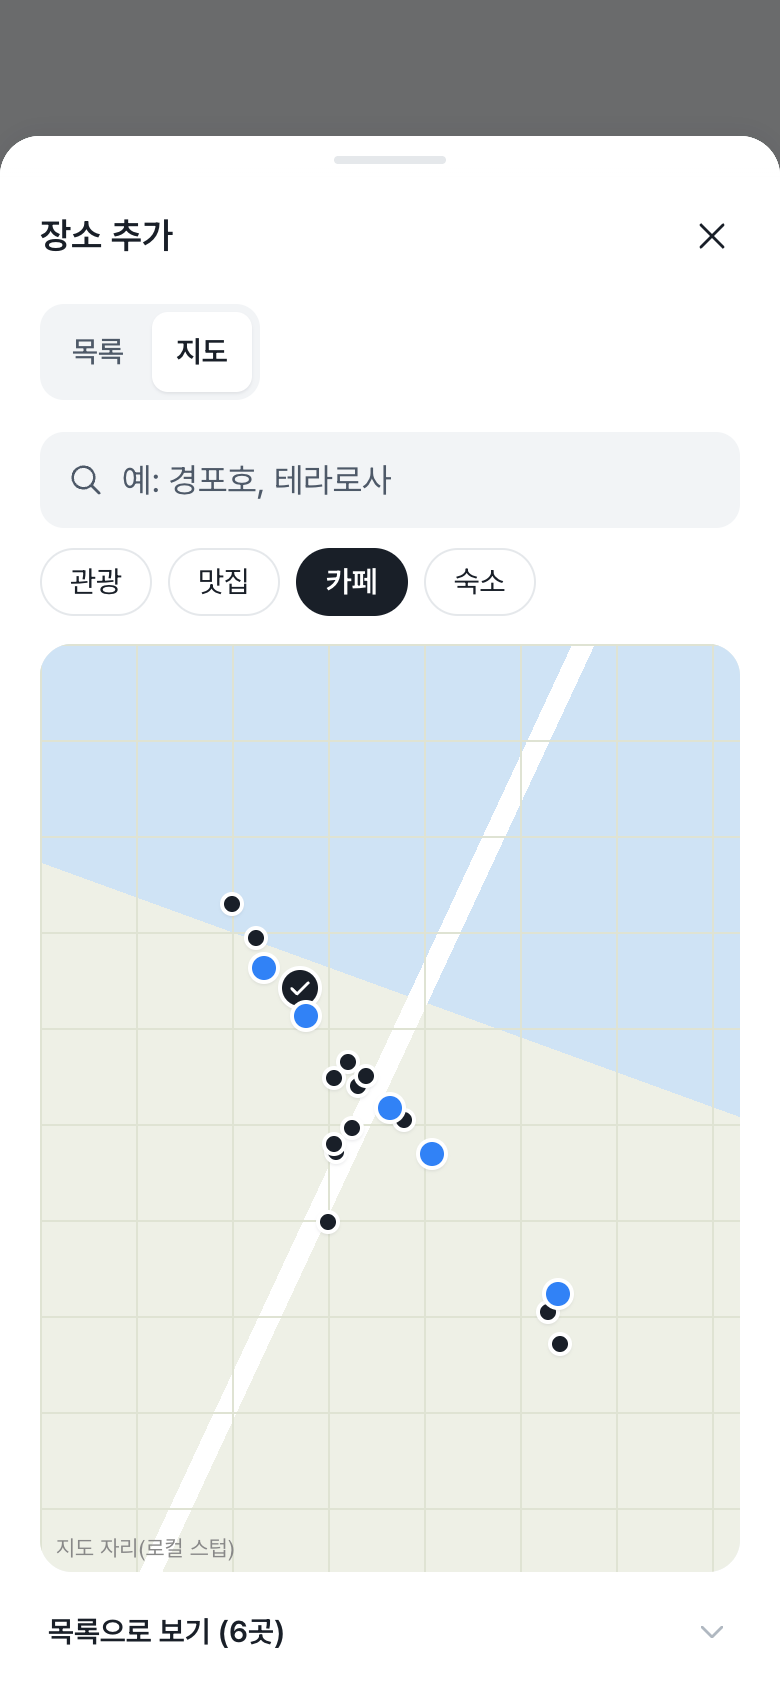 장소 추가
목록 지도
예: 경포호, 테라로사
관광 맛집 카페 숙소
지도 자리(로컬 스텁)
목록으로 보기 (6곳)